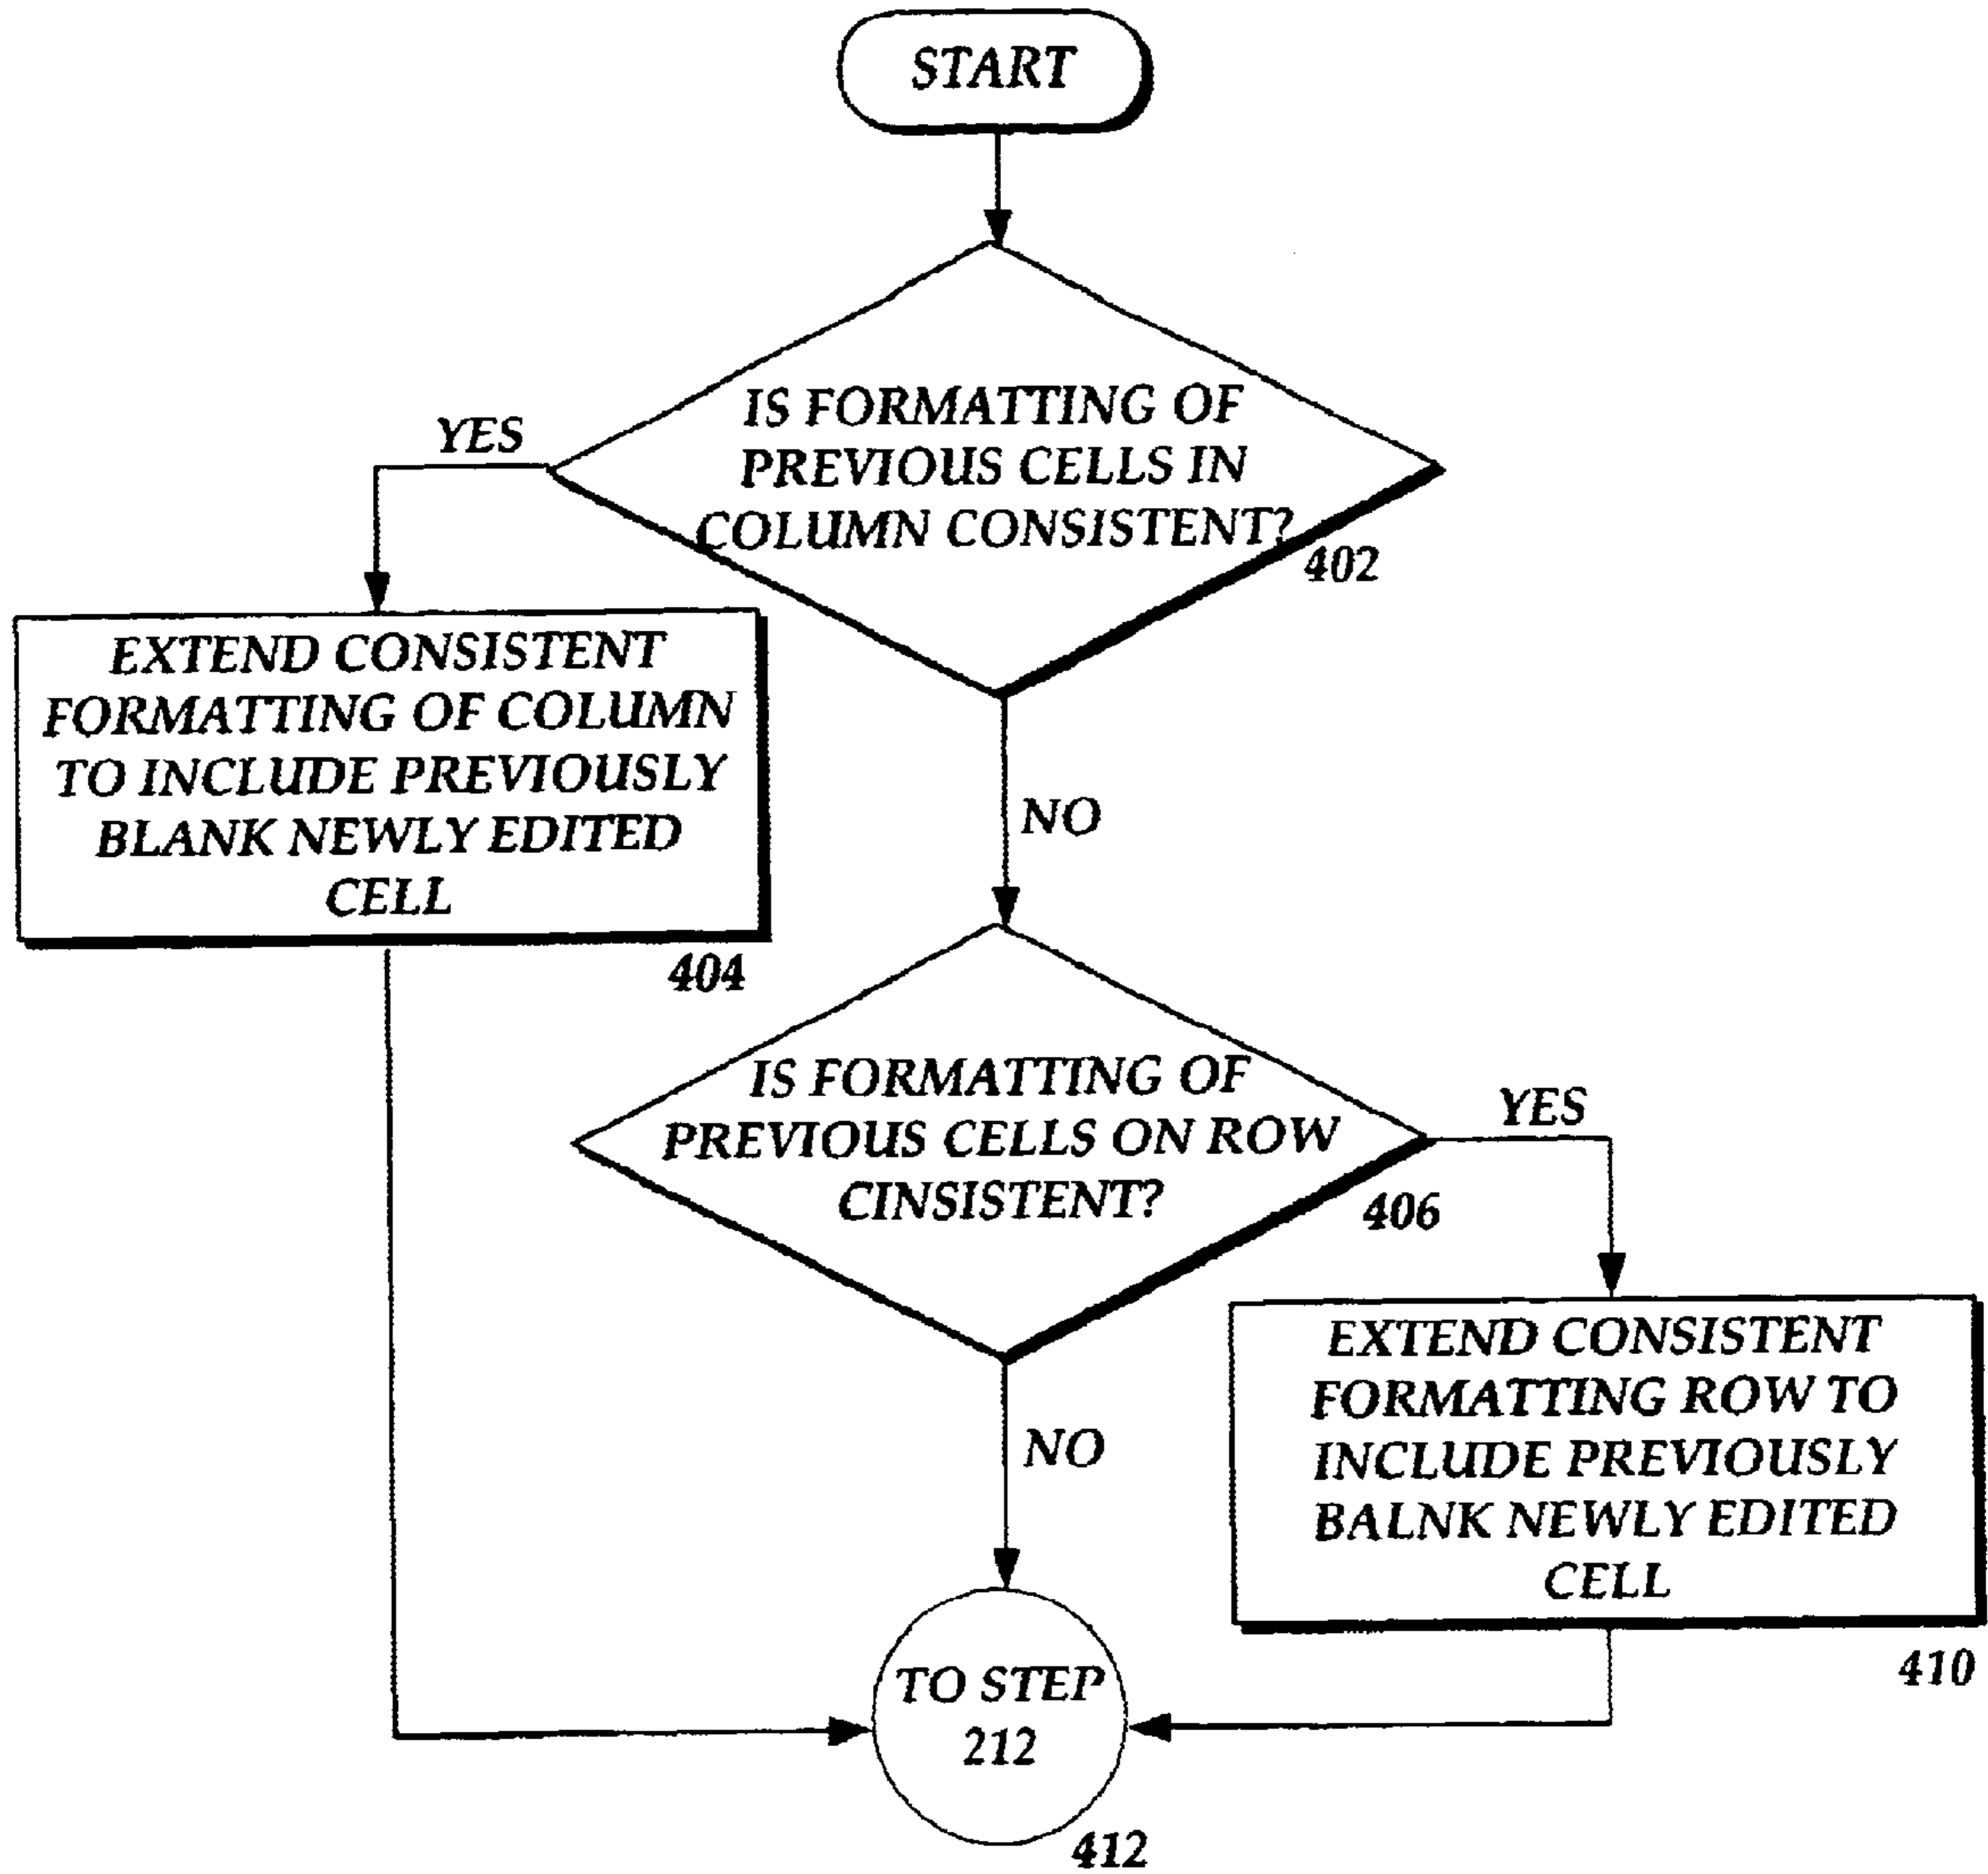 START
IS FORMATTING OF
PREVIOUS CELLS IN
COLUMN CONSISTENT?
402
YES
EXTEND CONSISTENT
FORMATTING OF COLUMN
TO INCLUDE PREVIOUSLY
BLANK NEWLY EDITED
CELL
404
NO
IS FORMATTING OF
PREVIOUS CELLS ON ROW
CINSISTENT?
406
YES
EXTEND CONSISTENT
FORMATTING ROW TO
INCLUDE PREVIOUSLY
BALNK NEWLY EDITED
CELL
410
NO
TO STEP
212
412